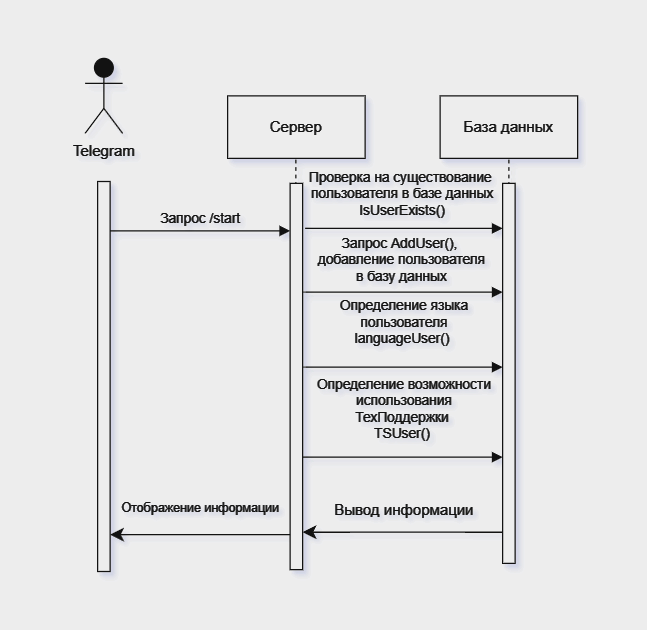 Telegram
Сервер
База данных
Проверка на существование
пользователя в базе данных
IsUserExists()
Запрос /start
Запрос AddUser(),
добавление пользователя
в базу данных
Определение языка
пользователя
languageUser()
Определение возможности
использования
ТехПоддержки
TSUser()
Отображение информации
Вывод информации